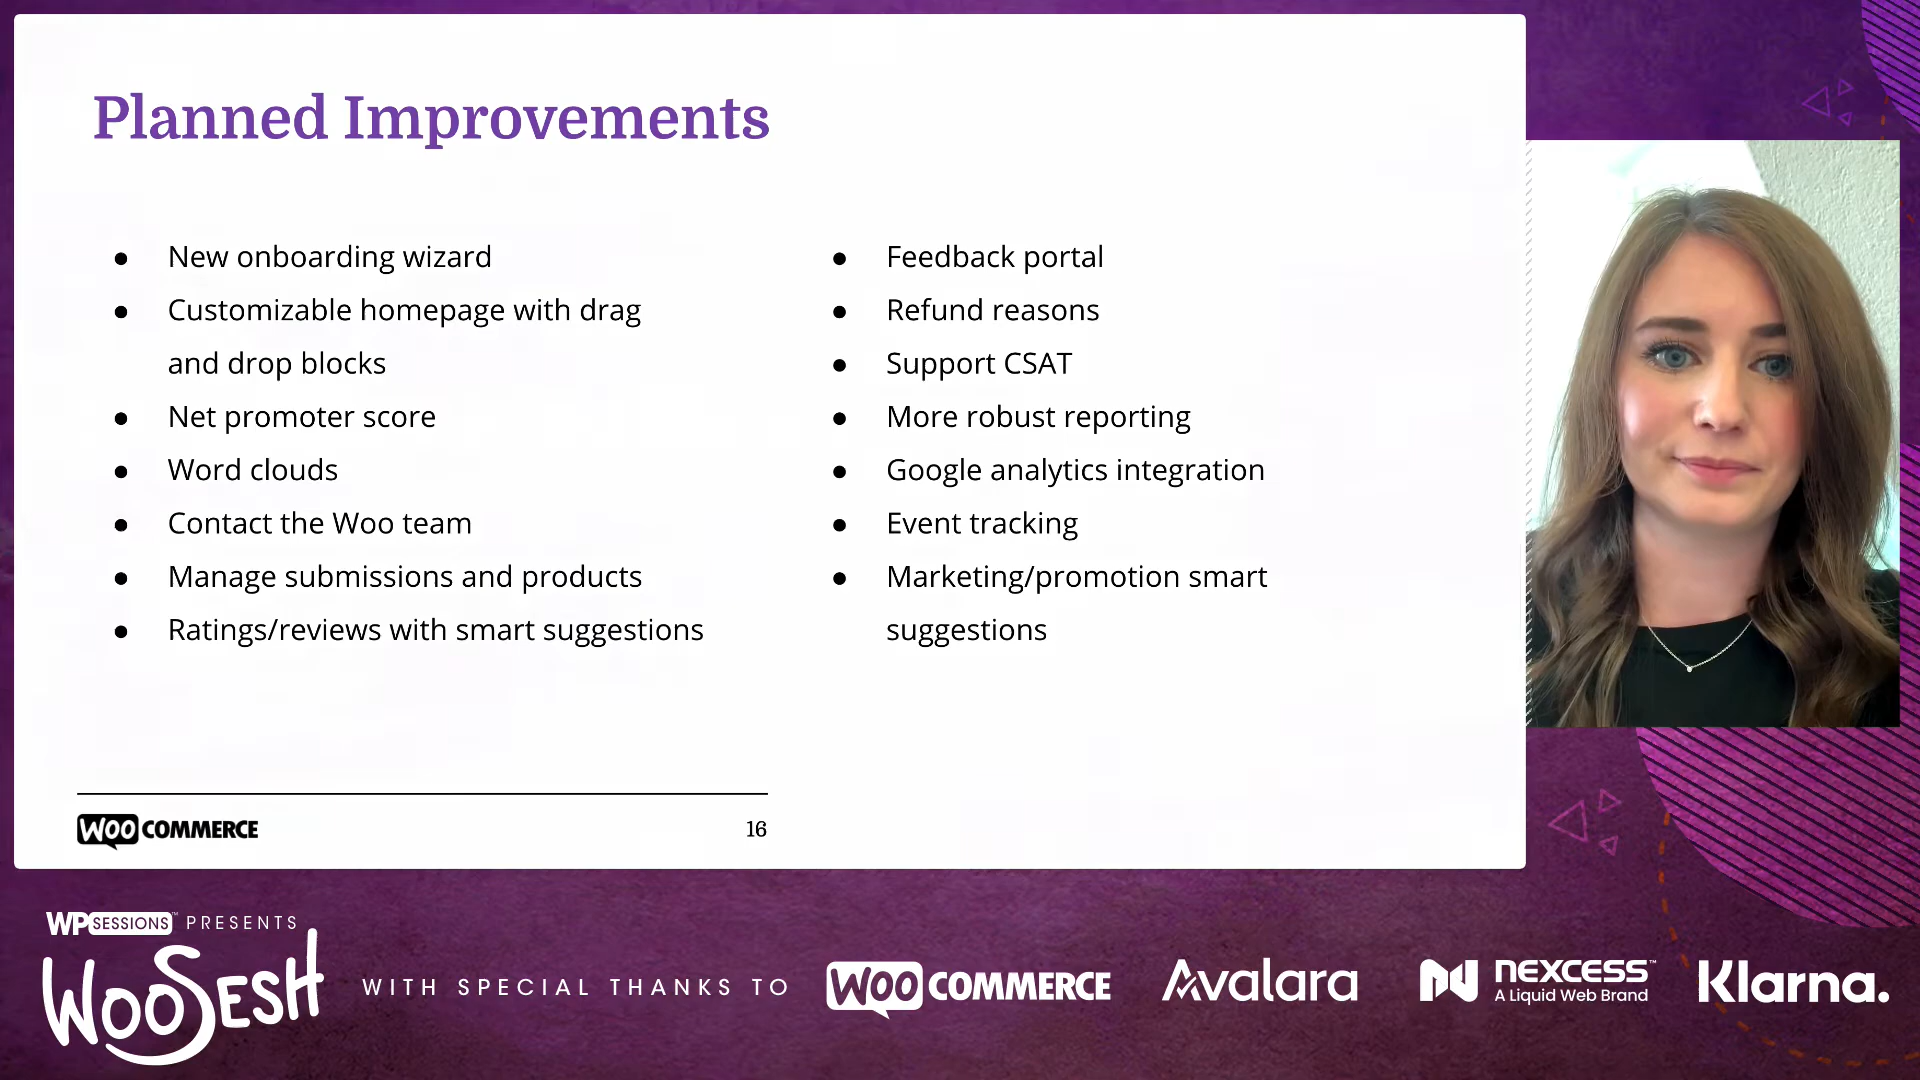 Planned Improvements
● New onboarding wizard
● Customizable homepage with drag
and drop blocks
● Net promoter score
● Word clouds
● Contact the Woo team
● Manage submissions and products
● Ratings/reviews with smart suggestions
● Feedback portal
● Refund reasons
● Support CSAT
● More robust reporting
● Google analytics integration
● Event tracking
● Marketing/promotion smart
suggestions
WOO COMMERCE
16
WPSESSIONS™ PRESENTS
WOOSESH
WITH SPECIAL THANKS TO
WOO COMMERCE
Avalara
NEXCESS™
A Liquid Web Brand
Klarna.